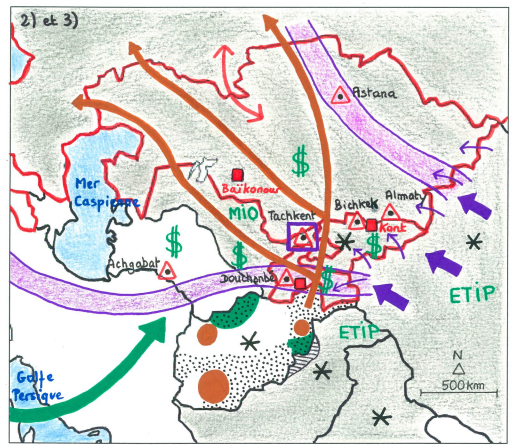 2) et 3)
Astana
$
Mer
Caspienne
Baïkonour
MIO
Tachkent
Bichkek
Almaty
Kant
$
$
$
Achgabat
Douchanbe
$
ETIP
ETIP
Golfe
Persique
N
500 km